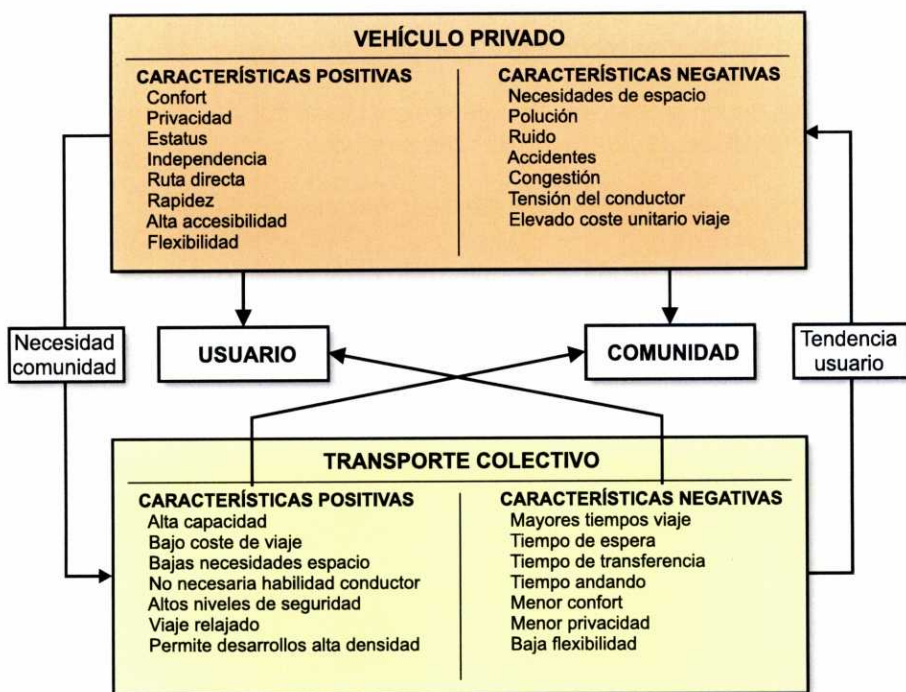 VEHÍCULO PRIVADO
CARACTERÍSTICAS POSITIVAS
Confort
Privacidad
Estatus
Independencia
Ruta directa
Rapidez
Alta accesibilidad
Flexibilidad
CARACTERÍSTICAS NEGATIVAS
Necesidades de espacio
Polución
Ruido
Accidentes
Congestión
Tensión del conductor
Elevado coste unitario viaje
Necesidad
comunidad
USUARIO
COMUNIDAD
Tendencia
usuario
TRANSPORTE COLECTIVO
CARACTERÍSTICAS POSITIVAS
Alta capacidad
Bajo coste de viaje
Bajas necesidades espacio
No necesaria habilidad conductor
Altos niveles de seguridad
Viaje relajado
Permite desarrollos alta densidad
CARACTERÍSTICAS NEGATIVAS
Mayores tiempos viaje
Tiempo de espera
Tiempo de transferencia
Tiempo andando
Menor confort
Menor privacidad
Baja flexibilidad